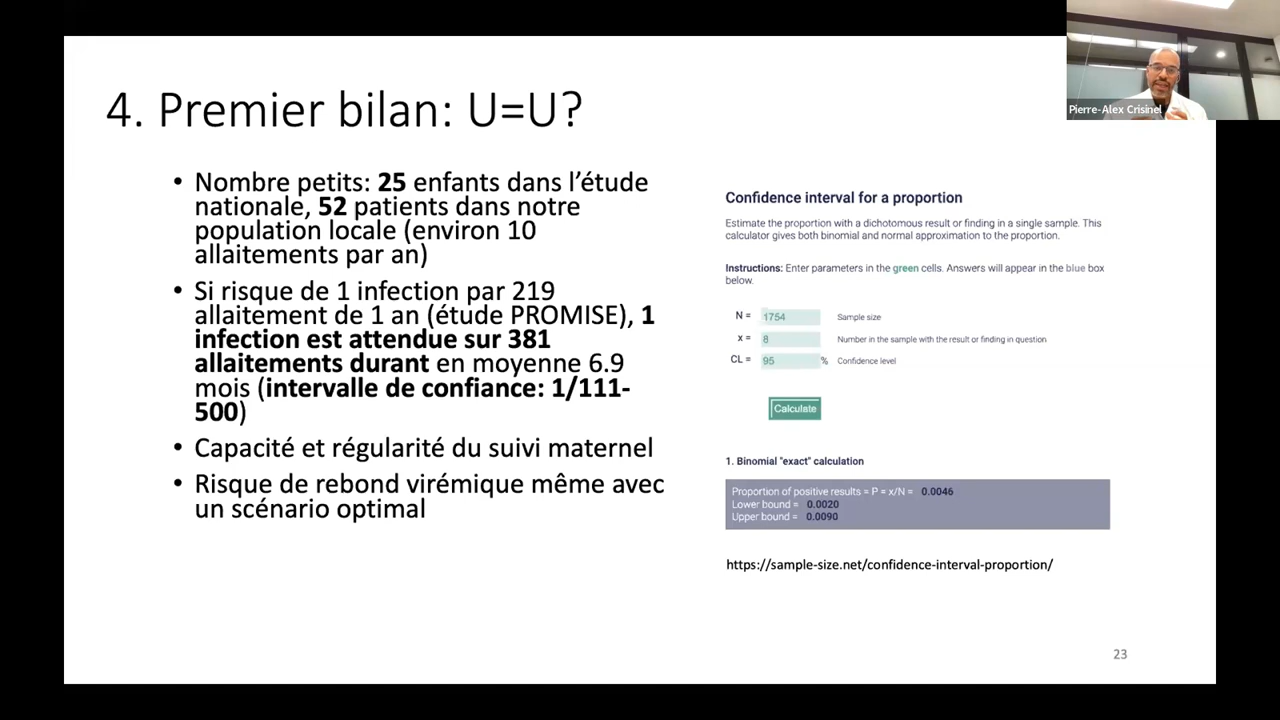 Pierre-Alex Crisinel
4. Premier bilan: U=U?
• Nombre petits: 25 enfants dans l’étude
nationale, 52 patients dans notre
population locale (environ 10
allaitements par an)
• Si risque de 1 infection par 219
allaitement de 1 an (étude PROMISE), 1
infection est attendue sur 381
allaitements durant en moyenne 6.9
mois (intervalle de confiance: 1/111-
500)
• Capacité et régularité du suivi maternel
• Risque de rebond virémique même avec
un scénario optimal
Confidence interval for a proportion
Estimate the proportion with a dichotomous result or finding in a single sample. This
calculator gives both binomial and normal approximation to the proportion.
Instructions: Enter parameters in the green cells. Answers will appear in the blue box
below.
N = 1754 Sample size
x = 8 Number in the sample with the result or finding in question
CL = 95 % Confidence level
Calculate
1. Binomial "exact" calculation
Proportion of positive results = P = x/N = 0.0046
Lower bound = 0.0020
Upper bound = 0.0090
https://sample-size.net/confidence-interval-proportion/
23